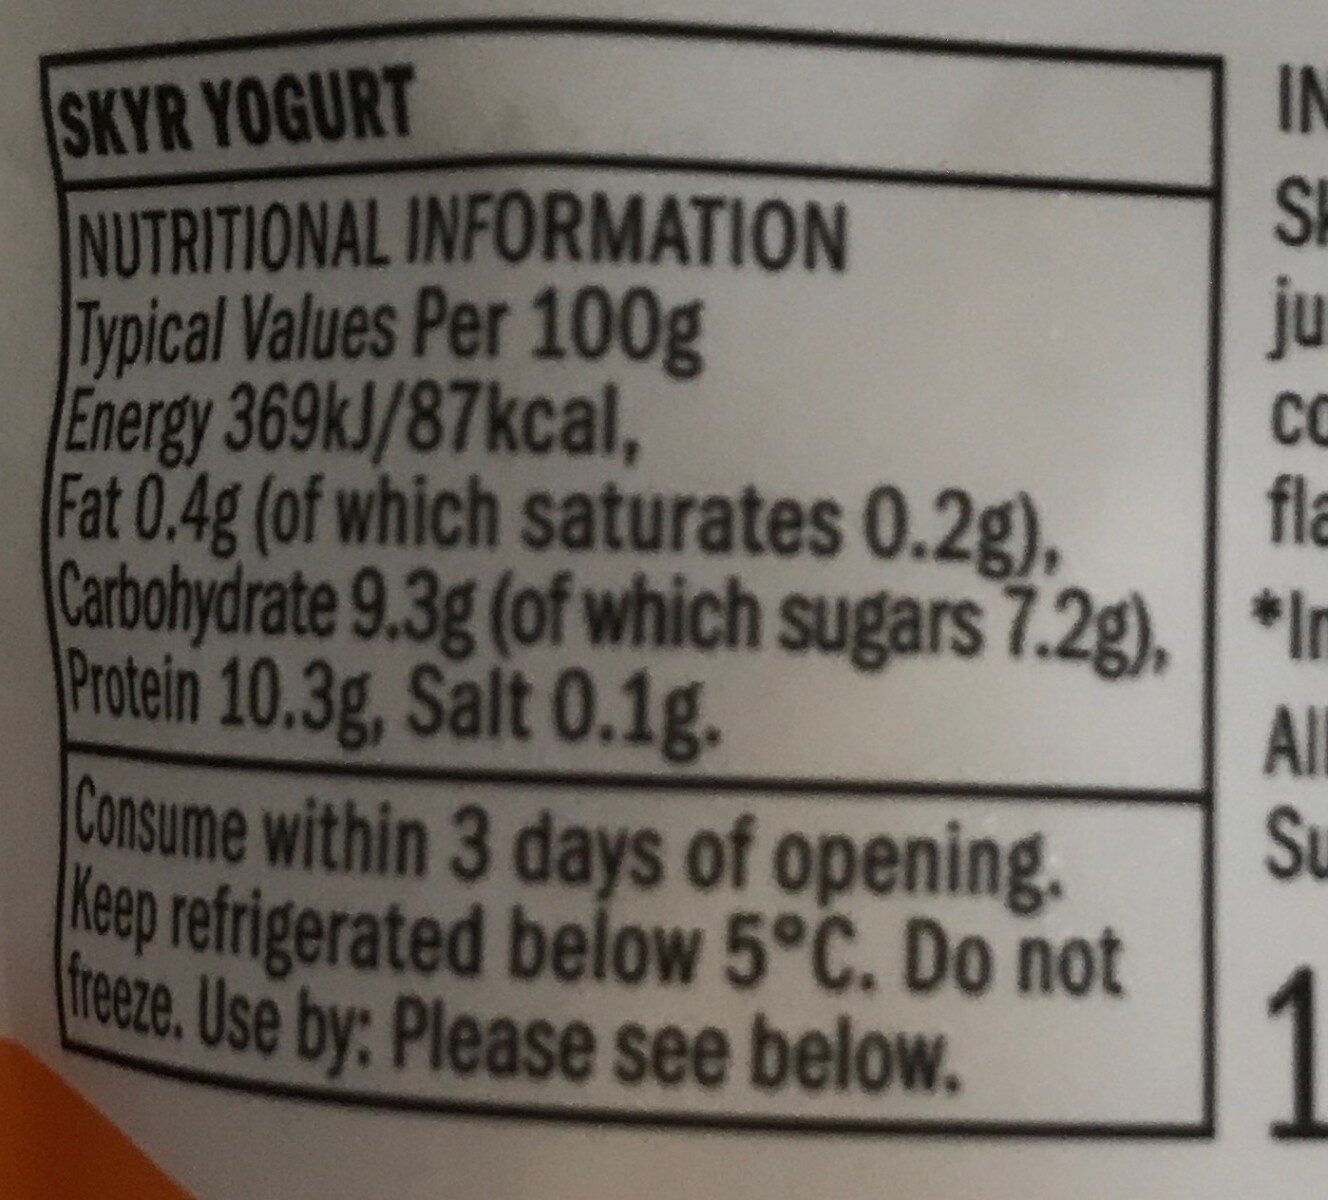 SKYR YOGURT
NUTRITIONAL INFORMATION
Typical Values Per 100g
Energy 369kJ/87kcal,
Fat 0.4g (of which saturates 0.2g),
Carbohydrate 9.3g (of which sugars 7.2g),
Protein 10.3g, Salt 0.1g.
Consume within 3 days of opening.
Keep refrigerated below 5°C. Do not
freeze. Use by: Please see below.